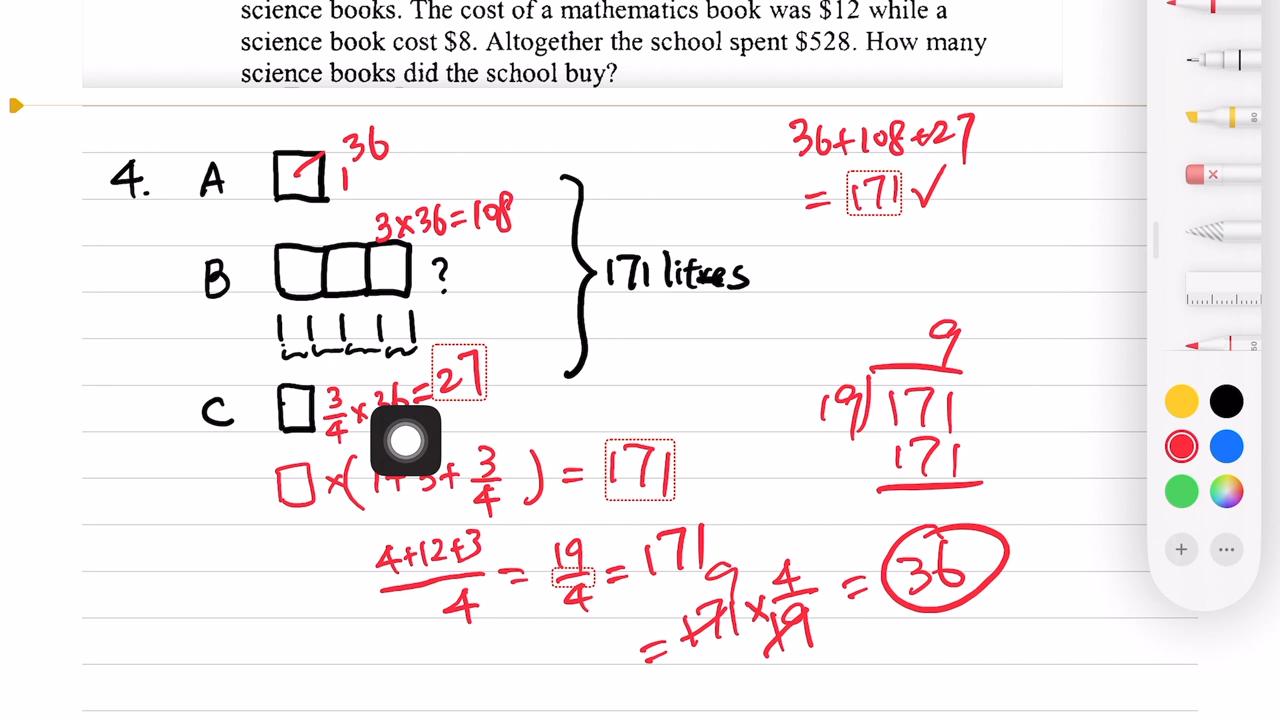 science books. The cost of a mathematics book was $12 while a
science book cost $8. Altogether the school spent $528. How many
science books did the school buy?
36+108+27
= 171 ✓
4. A 1 36
3×36=108
B ?
171 litres
C 3/4 × 36 = 27
□ ×( 1+3+ 3/4 ) = 171
4+12+3/4 = 19/4 = 171
= 171 9 × 4/19 = 36
9
19)171
171
80
50